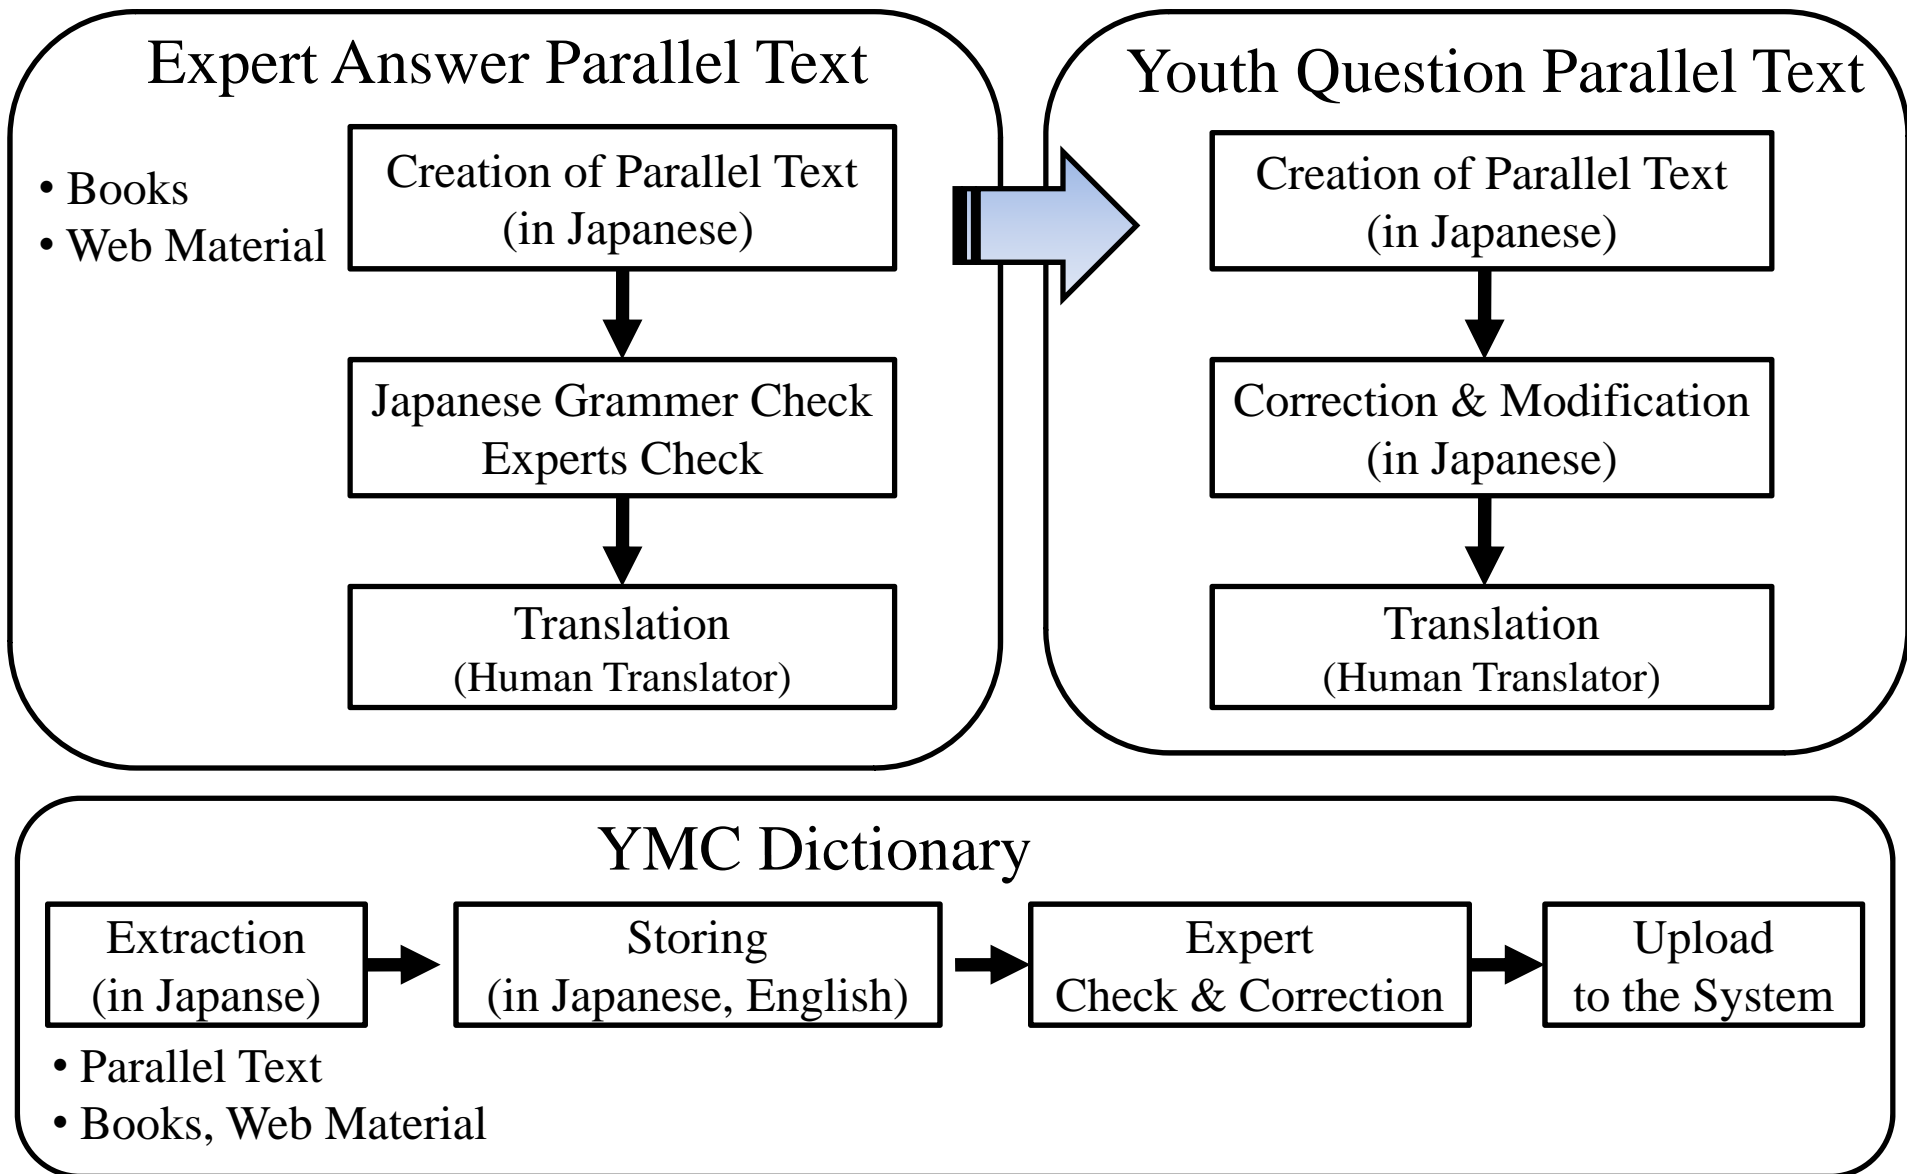 Expert Answer Parallel Text
• Books
• Web Material
Creation of Parallel Text
(in Japanese)
Japanese Grammer Check
Experts Check
Translation
(Human Translator)
Youth Question Parallel Text
Creation of Parallel Text
(in Japanese)
Correction & Modification
(in Japanese)
Translation
(Human Translator)
YMC Dictionary
Extraction
(in Japanse)
Storing
(in Japanese, English)
Expert
Check & Correction
Upload
to the System
• Parallel Text
• Books, Web Material